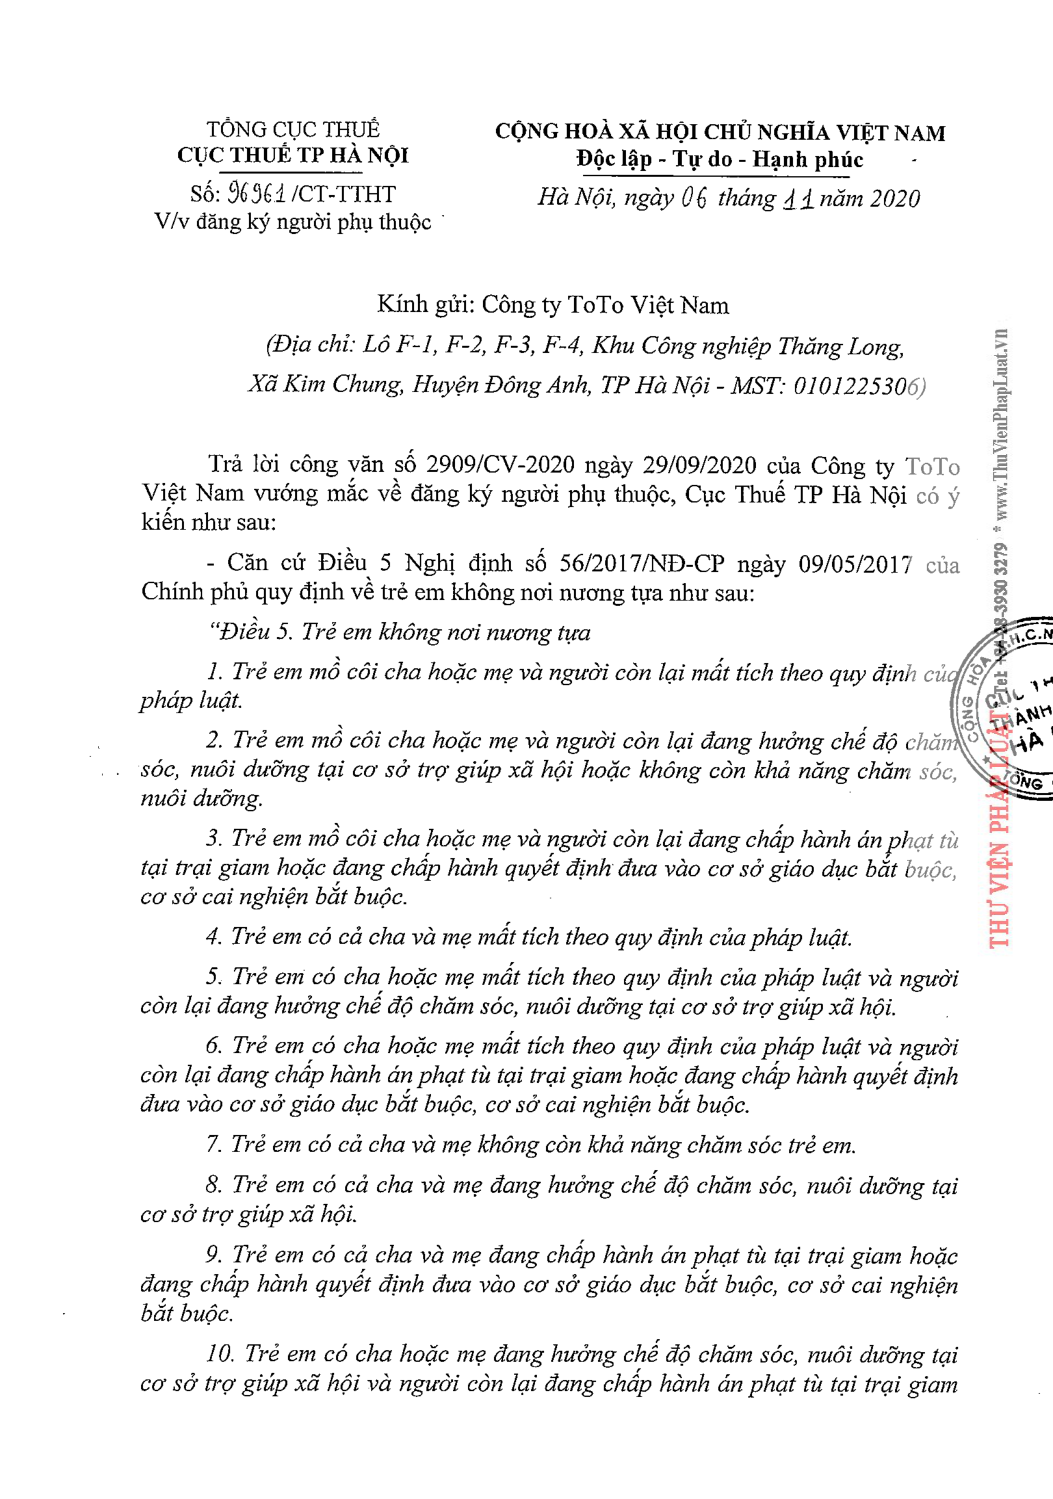 TỔNG CỤC THUẾ
CỤC THUẾ TP HÀ NỘI
Số: 96961/CT-TTHT
V/v đăng ký người phụ thuộc
CỘNG HOÀ XÃ HỘI CHỦ NGHĨA VIỆT NAM
Độc lập - Tự do - Hạnh phúc
Hà Nội, ngày 06 tháng 11 năm 2020
Kính gửi: Công ty ToTo Việt Nam
(Địa chỉ: Lô F-1, F-2, F-3, F-4, Khu Công nghiệp Thăng Long,
Xã Kim Chung, Huyện Đông Anh, TP Hà Nội - MST: 0101225306)
Trả lời công văn số 2909/CV-2020 ngày 29/09/2020 của Công ty ToTo
Việt Nam vướng mắc về đăng ký người phụ thuộc, Cục Thuế TP Hà Nội có ý
kiến như sau:
- Căn cứ Điều 5 Nghị định số 56/2017/NĐ-CP ngày 09/05/2017 của
Chính phủ quy định về trẻ em không nơi nương tựa như sau:
"Điều 5. Trẻ em không nơi nương tựa
1. Trẻ em mồ côi cha hoặc mẹ và người còn lại mất tích theo quy định của
pháp luật.
2. Trẻ em mồ côi cha hoặc mẹ và người còn lại đang hưởng chế độ chăm
sóc, nuôi dưỡng tại cơ sở trợ giúp xã hội hoặc không còn khả năng chăm sóc,
nuôi dưỡng.
3. Trẻ em mồ côi cha hoặc mẹ và người còn lại đang chấp hành án phạt tù
tại trại giam hoặc đang chấp hành quyết định đưa vào cơ sở giáo dục bắt buộc,
cơ sở cai nghiện bắt buộc.
4. Trẻ em có cả cha và mẹ mất tích theo quy định của pháp luật.
5. Trẻ em có cha hoặc mẹ mất tích theo quy định của pháp luật và người
còn lại đang hưởng chế độ chăm sóc, nuôi dưỡng tại cơ sở trợ giúp xã hội.
6. Trẻ em có cha hoặc mẹ mất tích theo quy định của pháp luật và người
còn lại đang chấp hành án phạt tù tại trại giam hoặc đang chấp hành quyết định
đưa vào cơ sở giáo dục bắt buộc, cơ sở cai nghiện bắt buộc.
7. Trẻ em có cả cha và mẹ không còn khả năng chăm sóc trẻ em.
8. Trẻ em có cả cha và mẹ đang hưởng chế độ chăm sóc, nuôi dưỡng tại
cơ sở trợ giúp xã hội.
9. Trẻ em có cả cha và mẹ đang chấp hành án phạt tù tại trại giam hoặc
đang chấp hành quyết định đưa vào cơ sở giáo dục bắt buộc, cơ sở cai nghiện
bắt buộc.
10. Trẻ em có cha hoặc mẹ đang hưởng chế độ chăm sóc, nuôi dưỡng tại
cơ sở trợ giúp xã hội và người còn lại đang chấp hành án phạt tù tại trại giam
THƯ VIỆN PHÁP LUẬT * Tel: +84-28-3930 3279 * www.ThuVienPhapLuat.vn
CỘNG HÒA
THÀNH
HÀ
TỔNG